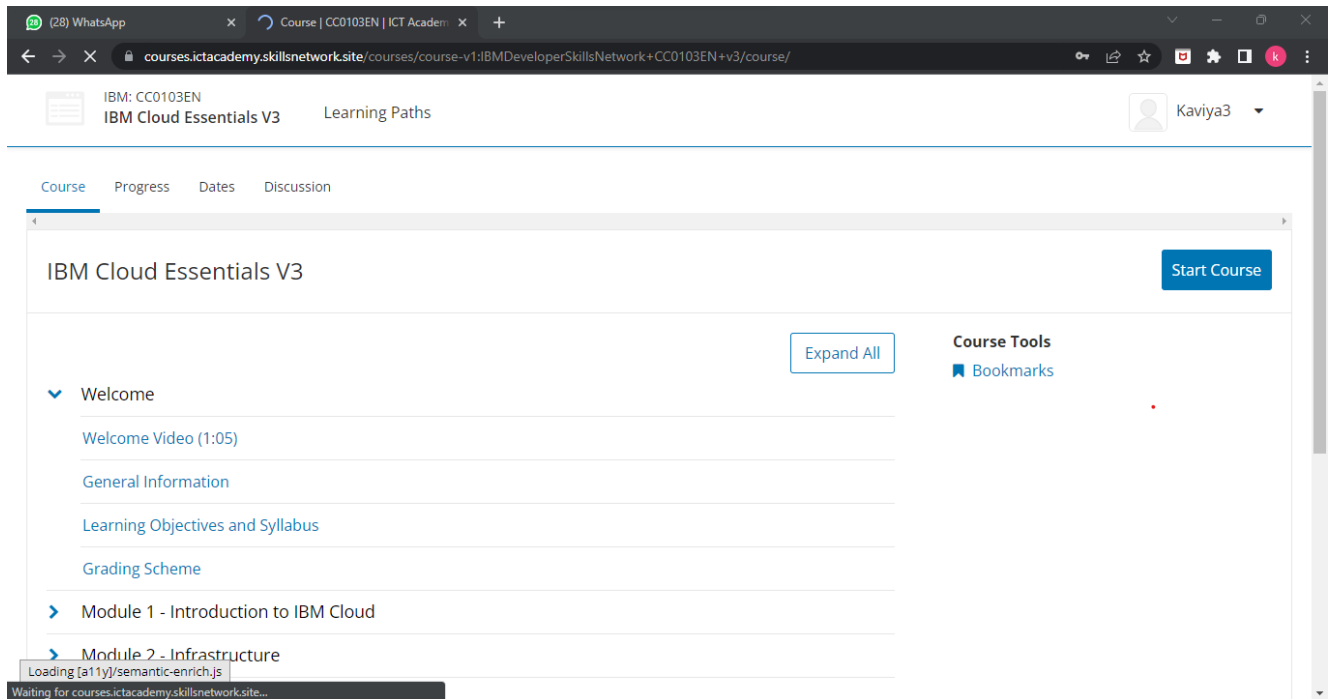 28 (28) WhatsApp
Course | CC0103EN | ICT Academ
courses.ictacademy.skillsnetwork.site/courses/course-v1:IBMDeveloperSkillsNetwork+CC0103EN+v3/course/
k
IBM: CC0103EN
IBM Cloud Essentials V3
Learning Paths
Kaviya3
Course Progress Dates Discussion
IBM Cloud Essentials V3
Start Course
Expand All
Course Tools
Bookmarks
Welcome
Welcome Video (1:05)
General Information
Learning Objectives and Syllabus
Grading Scheme
Module 1 - Introduction to IBM Cloud
Module 2 - Infrastructure
Loading [a11y]/semantic-enrich.js
Waiting for courses.ictacademy.skillsnetwork.site...